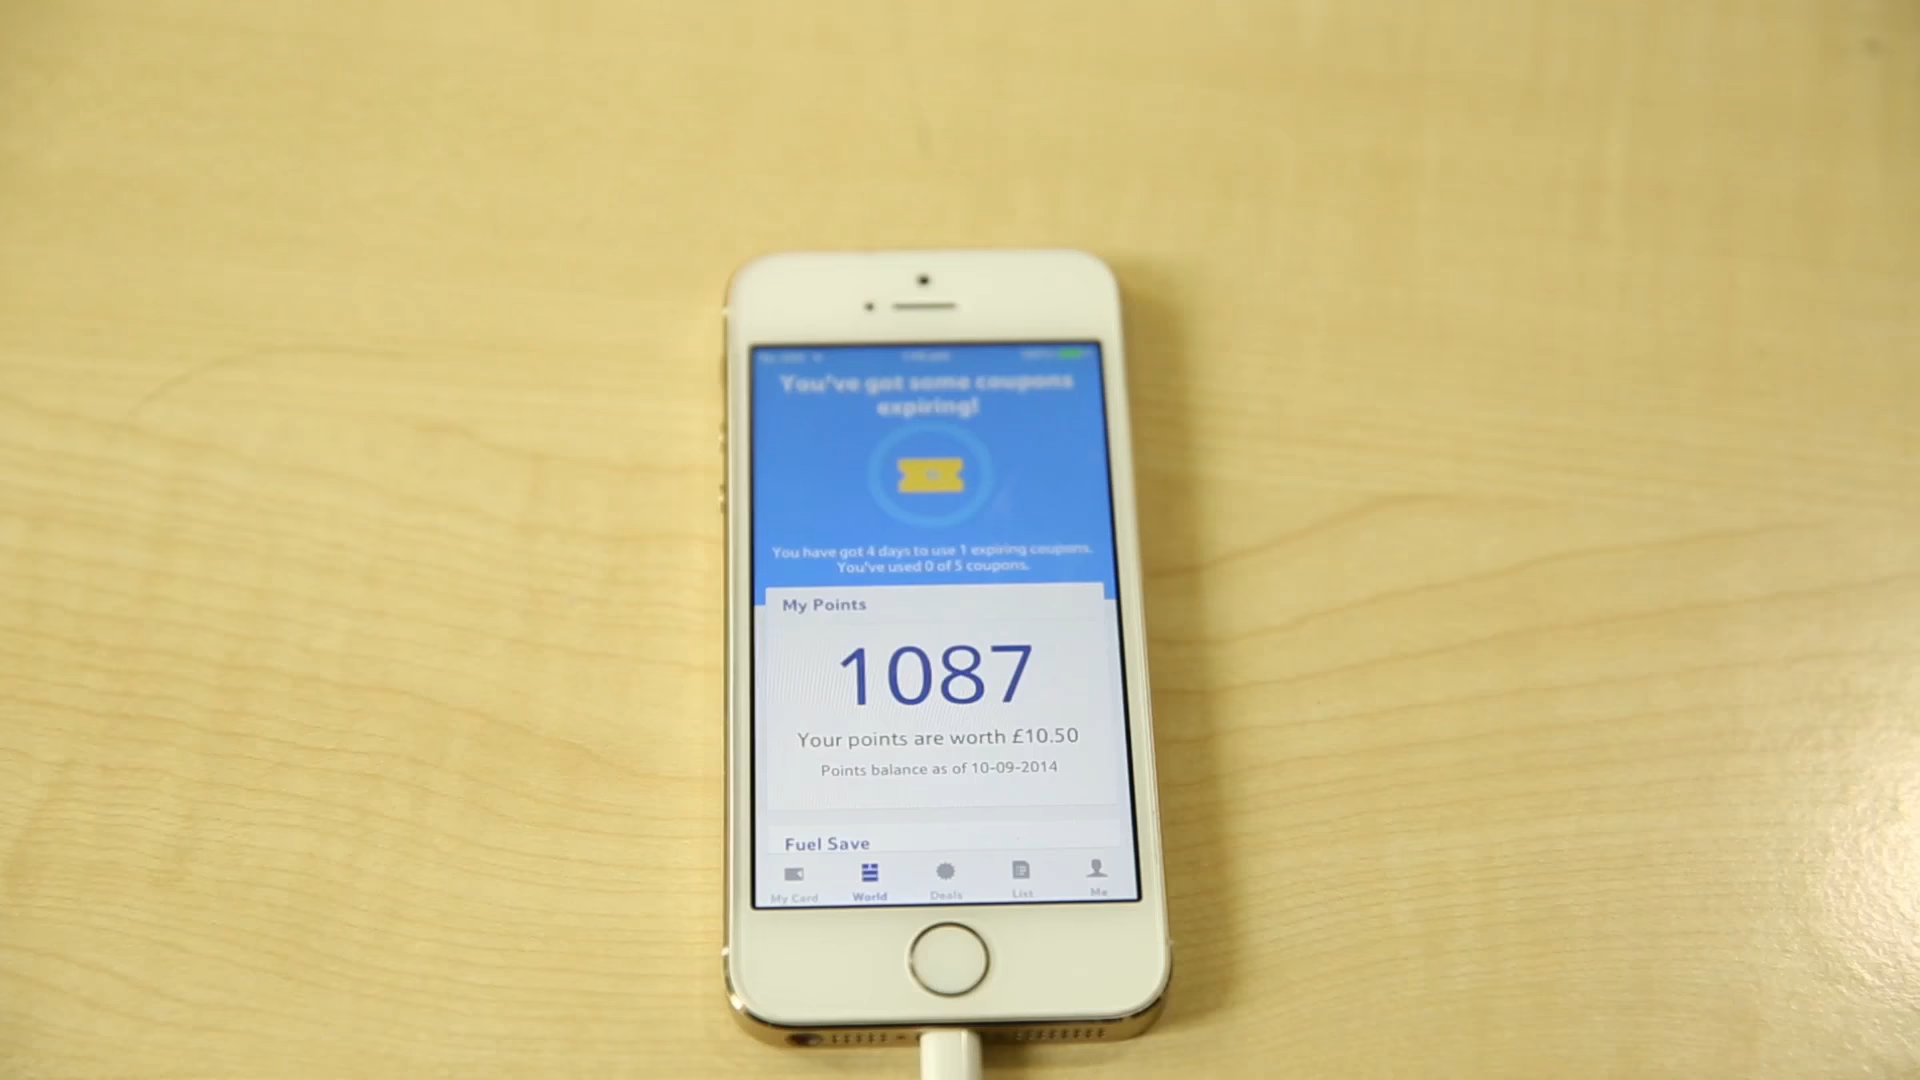 You've got some coupons
expiring!
You have got 4 days to use 1 expiring coupons.
You've used 0 of 5 coupons.
My Points
1087
Your points are worth £10.50
Points balance as of 10-09-2014
Fuel Save
My Card World Deals List Me